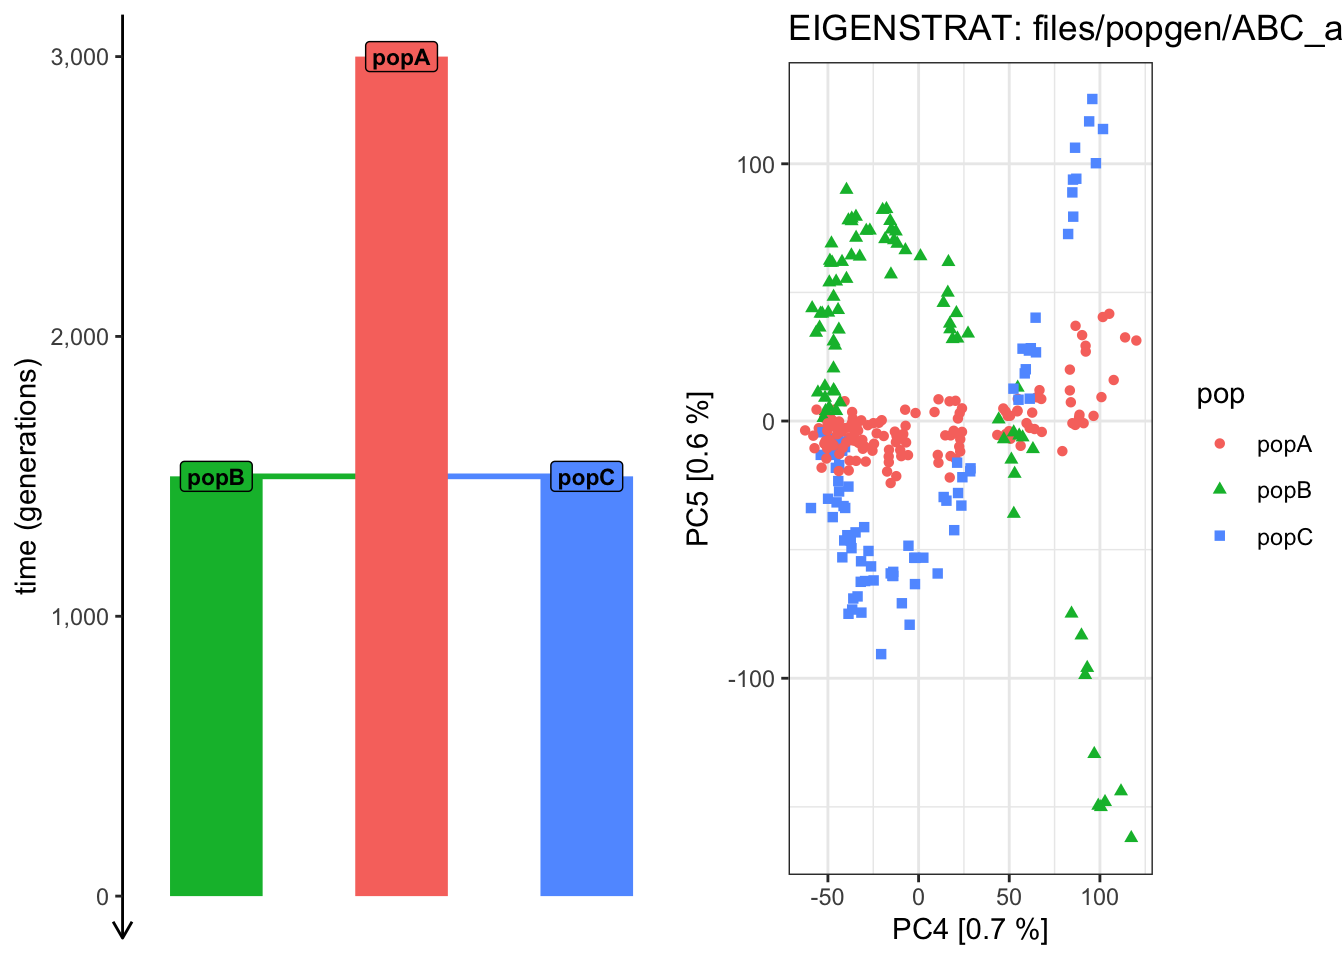 3,000
2,000
1,000
0
time (generations)
popA
popB
popC
EIGENSTRAT: files/popgen/ABC_a
100
0
-100
PC5 [0.6 %]
-50
0
50
100
PC4 [0.7 %]
pop
popA
popB
popC